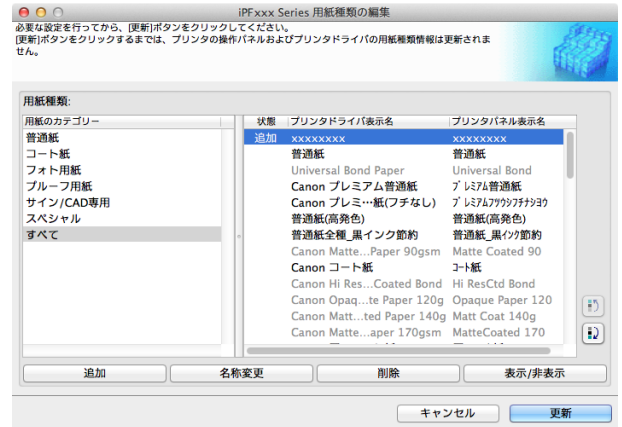 iPFxxx Series 用紙種類の編集
必要な設定を行ってから、[更新]ボタンをクリックしてください。
[更新]ボタンをクリックするまでは、プリンタの操作パネルおよびプリンタドライバの用紙種類情報は更新されま
せん。
用紙種類:
用紙のカテゴリー
普通紙
コート紙
フォト用紙
プルーフ用紙
サイン/CAD専用
スペシャル
すべて
状態 プリンタドライバ表示名 プリンタパネル表示名
追加 xxxxxxxx xxxxxxxx
普通紙 普通紙
Universal Bond Paper Universal Bond
Canon プレミアム普通紙 プレミアム普通紙
Canon プレミ…紙(フチなし) プレミアムフツウシフチナシヨウ
普通紙(高発色) 普通紙(高発色)
普通紙全種_黒インク節約 普通紙_黒インク節約
Canon Matte…Paper 90gsm Matte Coated 90
Canon コート紙 コート紙
Canon Hi Res…Coated Bond Hi ResCtd Bond
Canon Opaq…te Paper 120g Opaque Paper 120
Canon Matt…ted Paper 140g Matt Coat 140g
Canon Matte…aper 170gsm MatteCoated 170
追加 名称変更 削除 表示/非表示
キャンセル 更新